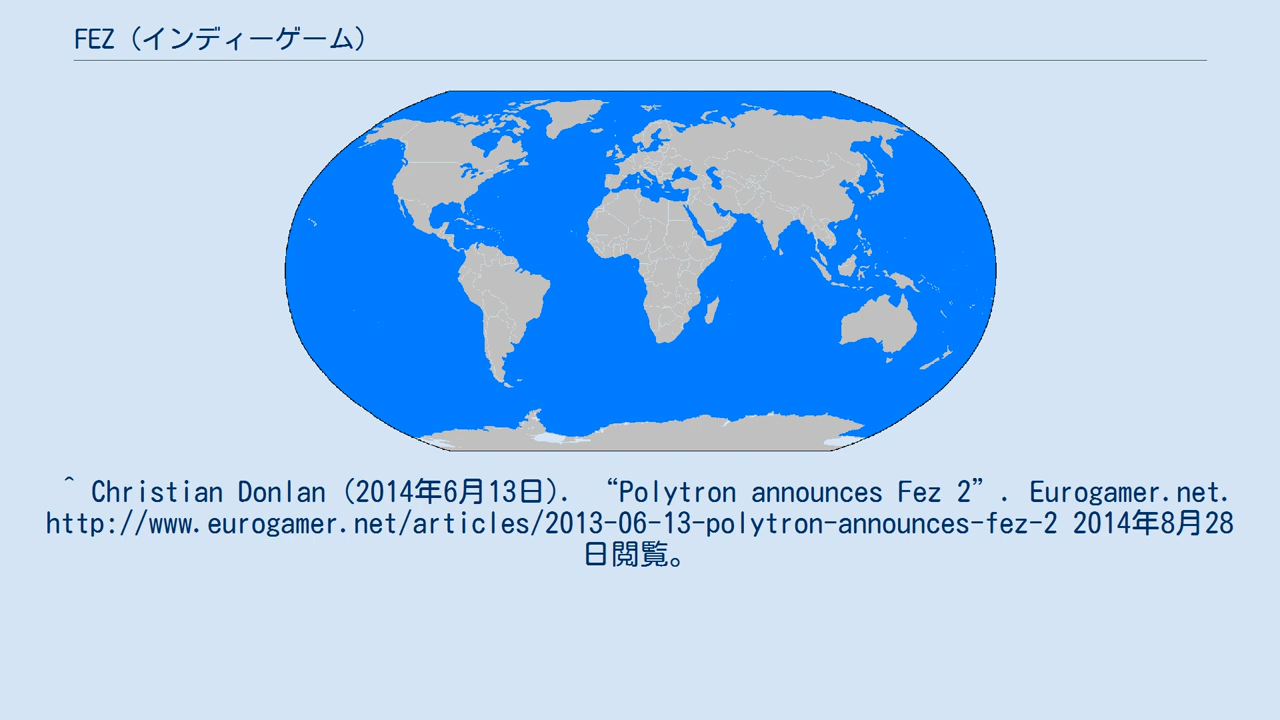 FEZ（インディーゲーム）
^ Christian Donlan (2014年6月13日). “Polytron announces Fez 2”. Eurogamer.net.
http://www.eurogamer.net/articles/2013-06-13-polytron-announces-fez-2 2014年8月28
日閲覧。